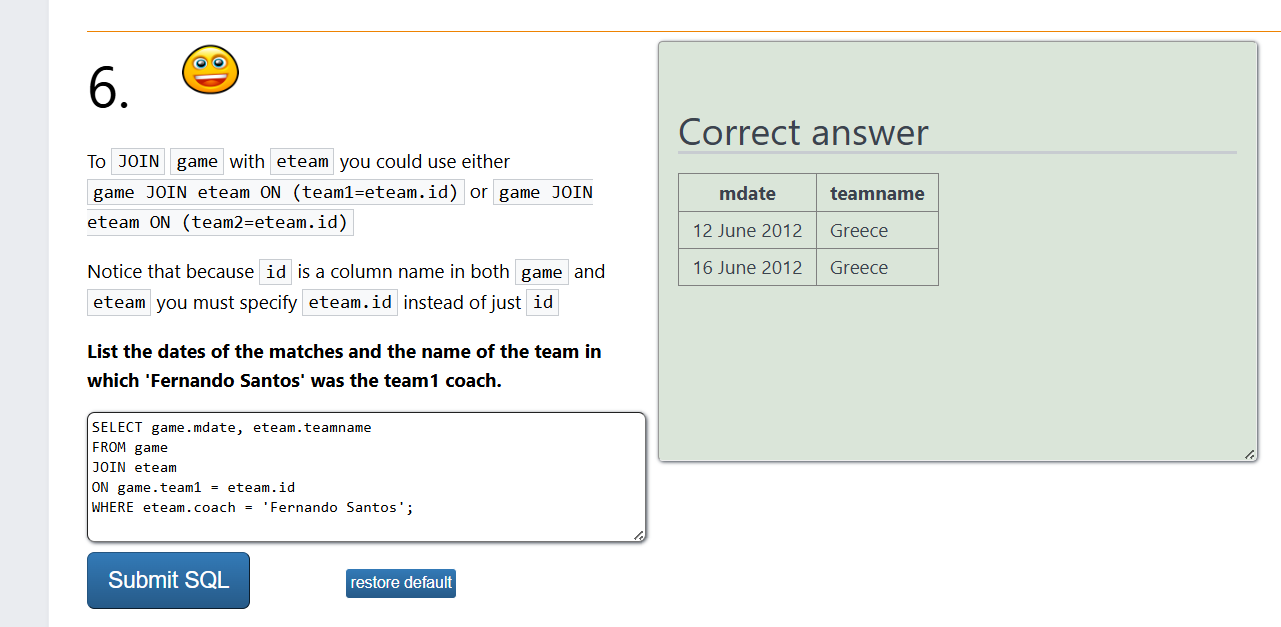 6.
To JOIN game with eteam you could use either
game JOIN eteam ON (team1=eteam.id) or game JOIN
eteam ON (team2=eteam.id)
Notice that because id is a column name in both game and
eteam you must specify eteam.id instead of just id
List the dates of the matches and the name of the team in
which 'Fernando Santos' was the team1 coach.
SELECT game.mdate, eteam.teamname
FROM game
JOIN eteam
ON game.team1 = eteam.id
WHERE eteam.coach = 'Fernando Santos';
Submit SQL restore default
Correct answer
mdate teamname
12 June 2012 Greece
16 June 2012 Greece